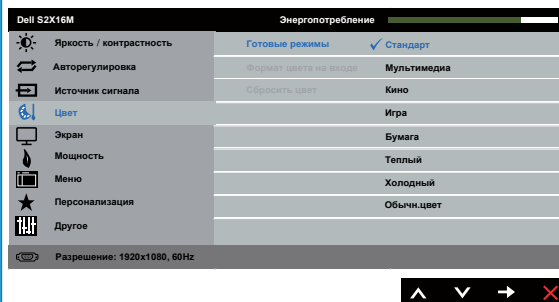 Dell S2X16M Энергопотребление
Яркость / контрастность Готовые режимы Стандарт
Авторегулировка Формат цвета на входе Мультимедиа
Источник сигнала Сбросить цвет Кино
Цвет Игра
Экран Бумага
Мощность Теплый
Меню Холодный
Персонализация Обычн.цвет
Другое
Разрешение: 1920x1080, 60Hz